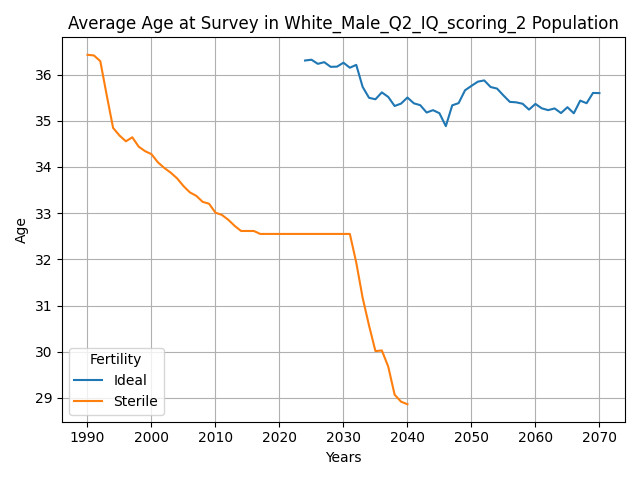 Average Age at Survey in White_Male_Q2_IQ_scoring_2 Population
Age
36
35
34
33
32
31
30
29
Fertility
Ideal
Sterile
1990 2000 2010 2020 2030 2040 2050 2060 2070
Years